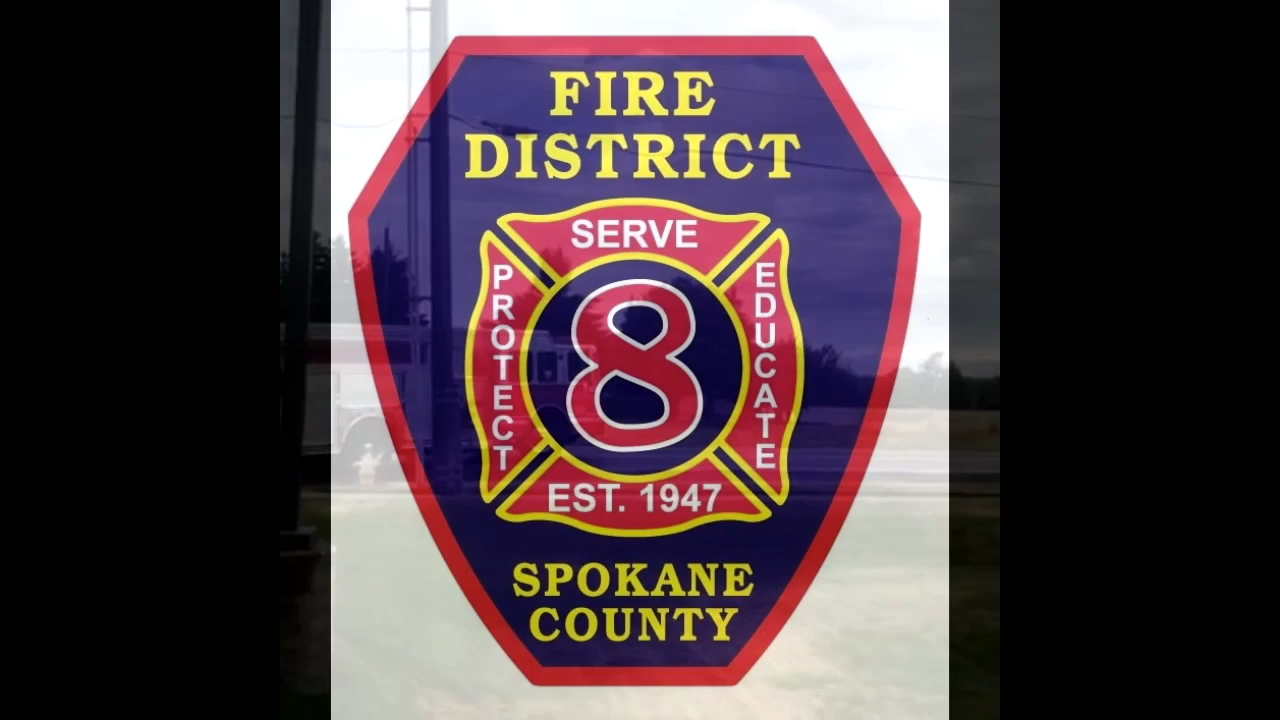 FIRE
DISTRICT
SERVE
PROTECT
8
EDUCATE
EST. 1947
SPOKANE
COUNTY